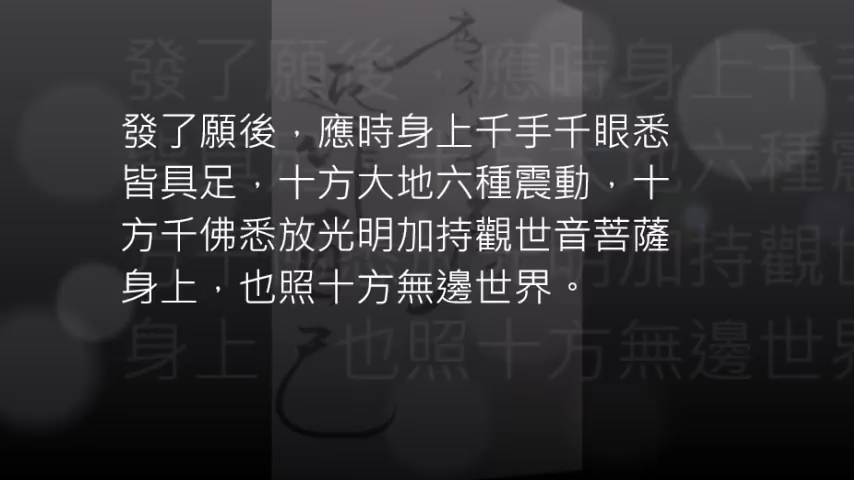 發了願後，應時身上千手千眼悉
皆具足，十方大地六種震動，十
方千佛悉放光明加持觀世音菩薩
身上，也照十方無邊世界。